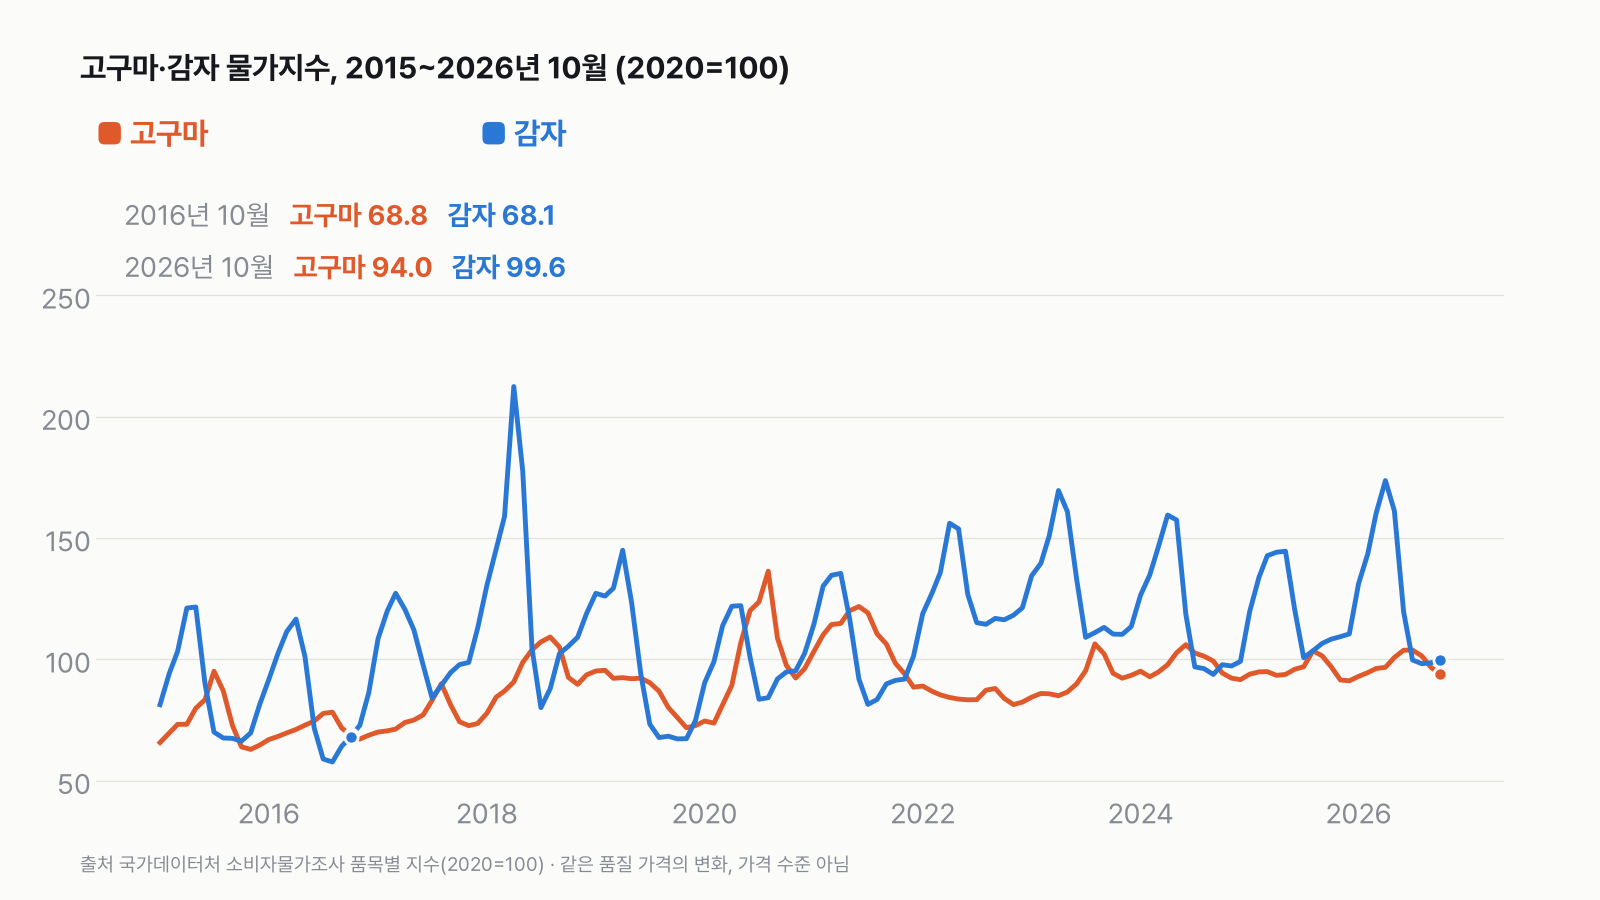 고구마·감자 물가지수, 2015~2026년 10월 (2020=100)
고구마 감자
2016년 10월 고구마 68.8 감자 68.1
2026년 10월 고구마 94.0 감자 99.6
250
200
150
100
50
2016 2018 2020 2022 2024 2026
출처 국가데이터처 소비자물가조사 품목별 지수(2020=100) · 같은 품질 가격의 변화, 가격 수준 아님